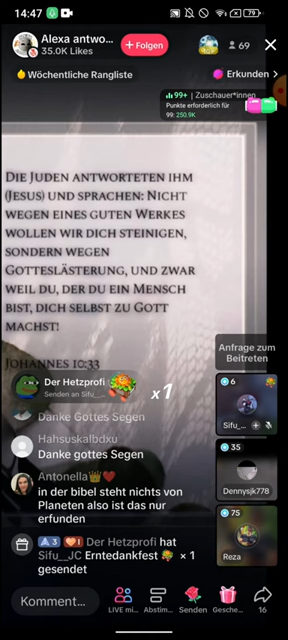 14:47
79
Alexa antwo...
35.0K Likes
+ Folgen
69
Wöchentliche Rangliste
Erkunden >
99+ | Zuschauer*innen
Punkte erforderlich für
99: 250.9K
Die Juden antworteten ihm
(Jesus) und sprachen: Nicht
wegen eines guten Werkes
wollen wir dich steinigen,
sondern wegen
Gotteslästerung, und zwar
weil du, der du ein Mensch
bist, dich selbst zu Gott
machst!
Johannes 10:33
Anfrage zum
Beitreten
Der Hetzprofi
Senden an Sifu__...
x1
6
Sifu_...
Danke Gottes Segen
Hahsuskalbdxu
Danke gottes Segen
35
Dennysjk778
Antonella
in der bibel steht nichts von
Planeten also ist das nur
erfunden
75
Reza
3 1 Der Hetzprofi hat
Sifu__JC Erntedankfest × 1
gesendet
Komment...
LIVE mi...
Abstim...
Senden
Gesche...
16